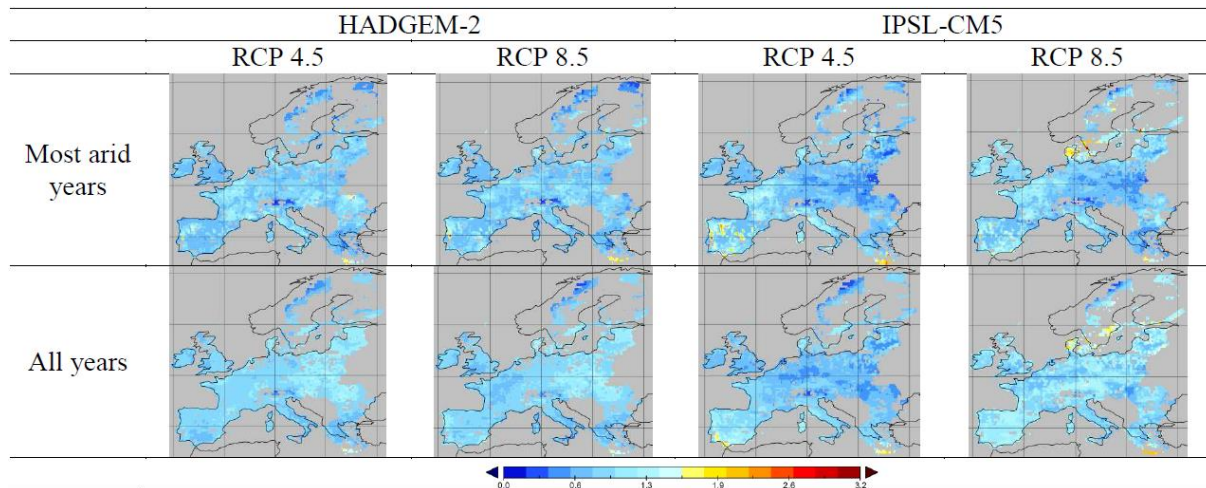 HADGEM-2 IPSL-CM5
RCP 4.5 RCP 8.5 RCP 4.5 RCP 8.5
Most arid
years
All years
0.0 0.6 1.3 1.9 2.6 3.2